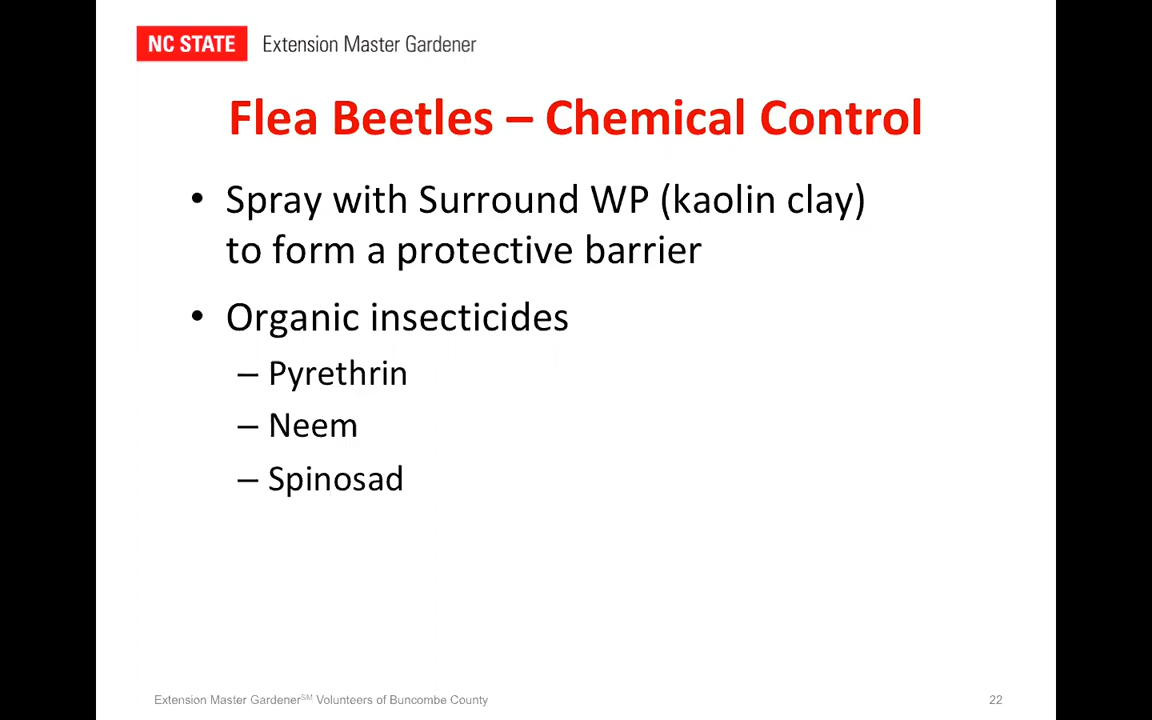 NC STATE Extension Master Gardener
Flea Beetles – Chemical Control
• Spray with Surround WP (kaolin clay)
to form a protective barrier
• Organic insecticides
– Pyrethrin
– Neem
– Spinosad
Extension Master Gardener℠ Volunteers of Buncombe County 22